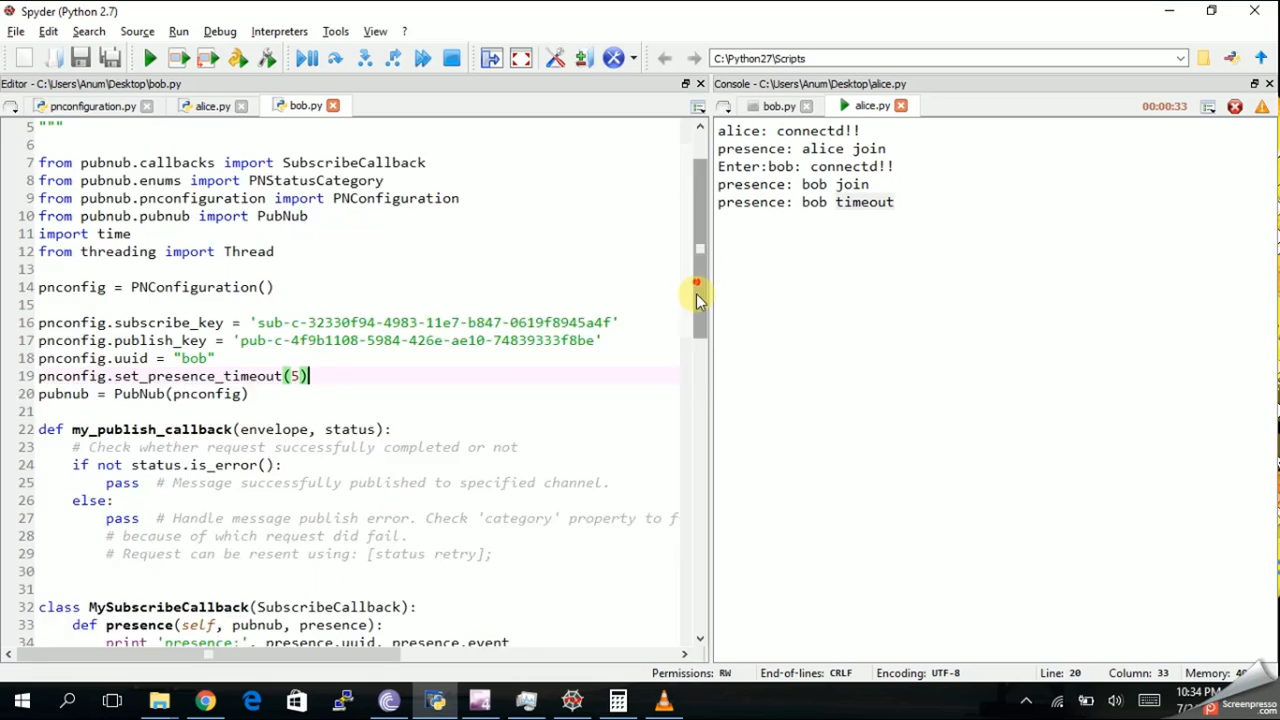 Spyder (Python 2.7)
File Edit Search Source Run Debug Interpreters Tools View ?
C:\Python27\Scripts
Editor - C:\Users\Anum\Desktop\bob.py
Console - C:\Users\Anum\Desktop\alice.py
pnconfiguration.py alice.py bob.py
bob.py alice.py 00:00:33
5 """
6
7 from pubnub.callbacks import SubscribeCallback
8 from pubnub.enums import PNStatusCategory
9 from pubnub.pnconfiguration import PNConfiguration
10 from pubnub.pubnub import PubNub
11 import time
12 from threading import Thread
13
14 pnconfig = PNConfiguration()
15
16 pnconfig.subscribe_key = 'sub-c-32330f94-4983-11e7-b847-0619f8945a4f'
17 pnconfig.publish_key = 'pub-c-4f9b1108-5984-426e-ae10-74839333f8be'
18 pnconfig.uuid = "bob"
19 pnconfig.set_presence_timeout(5)
20 pubnub = PubNub(pnconfig)
21
22 def my_publish_callback(envelope, status):
23 # Check whether request successfully completed or not
24 if not status.is_error():
25 pass # Message successfully published to specified channel.
26 else:
27 pass # Handle message publish error. Check 'category' property to f
28 # because of which request did fail.
29 # Request can be resent using: [status retry];
30
31
32 class MySubscribeCallback(SubscribeCallback):
33 def presence(self, pubnub, presence):
34 print 'presence:', presence.uuid, presence.event
alice: connectd!!
presence: alice join
Enter:bob: connectd!!
presence: bob join
presence: bob timeout
Permissions: RW End-of-lines: CRLF Encoding: UTF-8 Line: 20 Column: 33 Memory:
10:34 PM
Screenpresso
.com